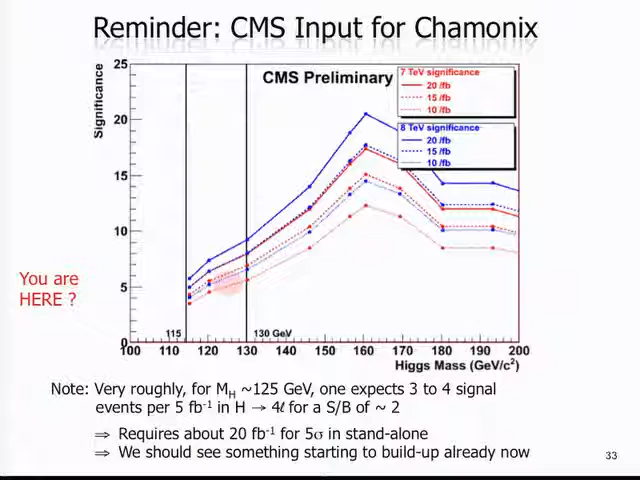 Reminder: CMS Input for Chamonix
25
20
15
10
5
0
Significance
CMS Preliminary
7 TeV significance
20 /fb
15 /fb
10 /fb
8 TeV significance
20 /fb
15 /fb
10 /fb
You are
HERE ?
115
130 GeV
100 110 120 130 140 150 160 170 180 190 200
Higgs Mass (GeV/c²)
Note: Very roughly, for M_H ~125 GeV, one expects 3 to 4 signal
events per 5 fb⁻¹ in H → 4ℓ for a S/B of ~ 2
⇒ Requires about 20 fb⁻¹ for 5σ in stand-alone
⇒ We should see something starting to build-up already now
33